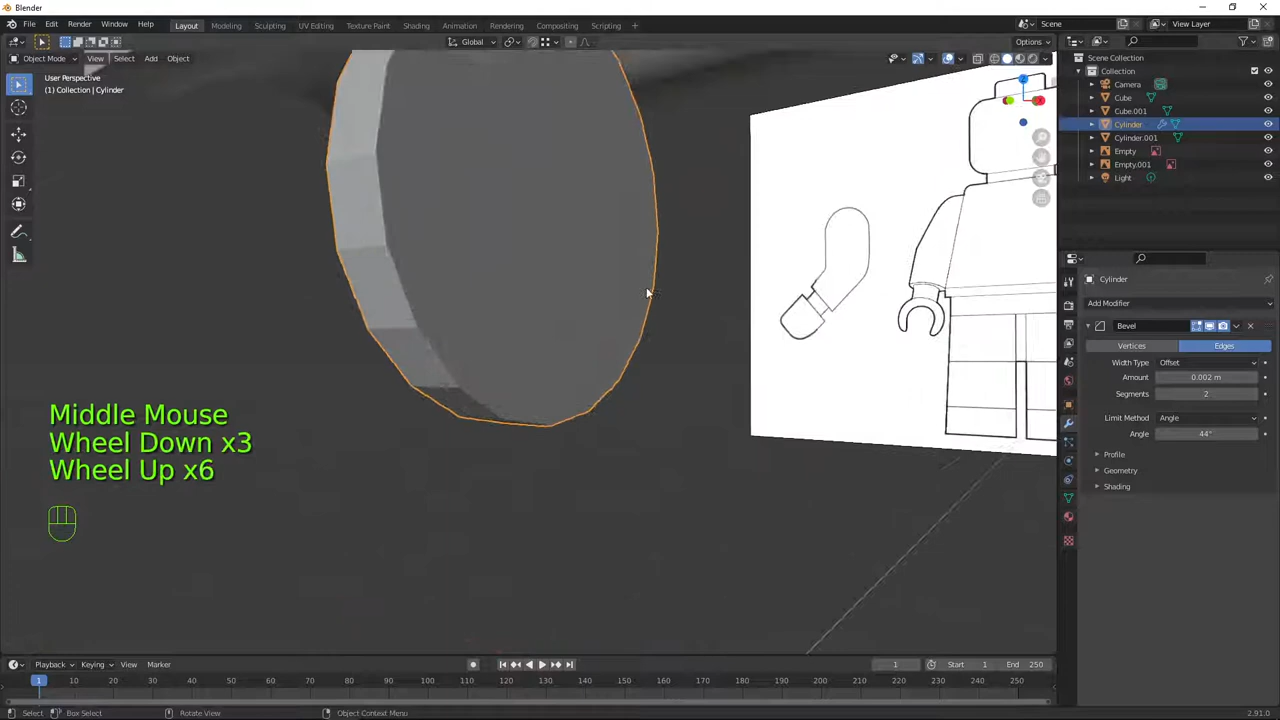 Blender
File Edit Render Window Help
Layout Modeling Sculpting UV Editing Texture Paint Shading Animation Rendering Compositing Scripting
Scene
View Layer
Global
Options
Object Mode View Select Add Object
User Perspective
(1) Collection | Cylinder
Scene Collection
Collection
Camera
Cube
Cube.001
Cylinder
Cylinder.001
Empty
Empty.001
Light
Cylinder
Add Modifier
Bevel
Vertices Edges
Width Type Offset
Amount 0.002 m
Segments 2
Limit Method Angle
Angle 44°
Profile
Geometry
Shading
Middle Mouse
Wheel Down x3
Wheel Up x6
Playback Keying View Marker
1
Start 1
End 250
1 10 20 30 40 50 60 70 80 90 100 110 120 130 140 150 160 170 180 190 200 210 220 230 240 250
Select
Box Select
Rotate View
Object Context Menu
2.91.0